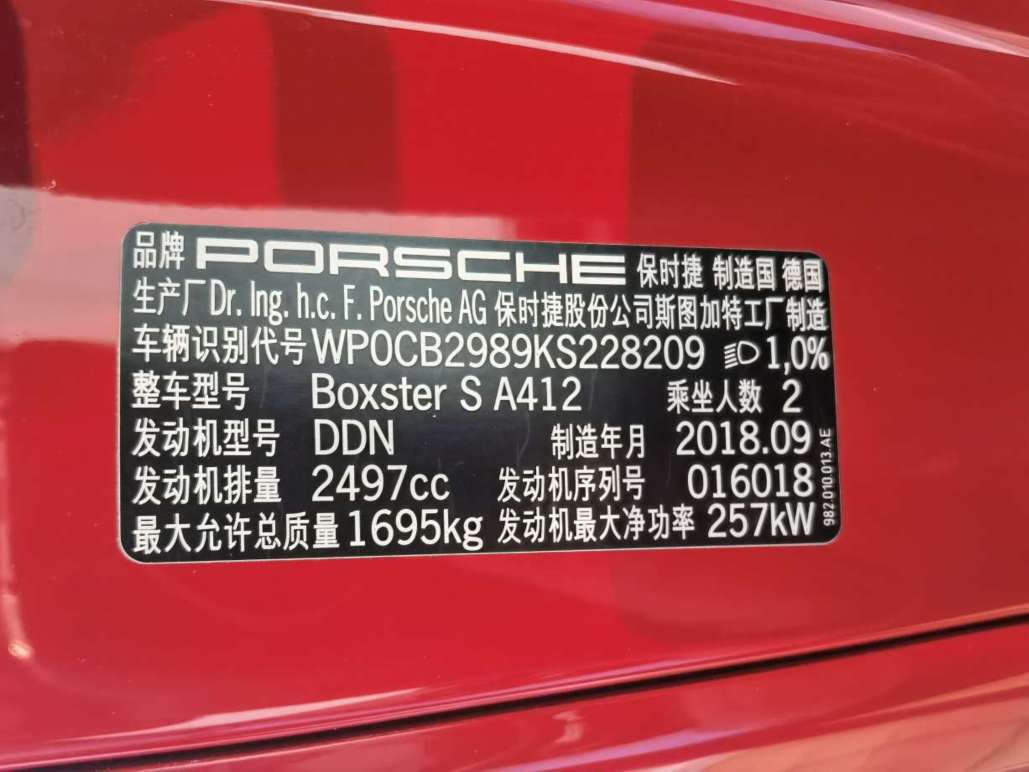 品牌 PORSCHE 保时捷 制造国 德国
生产厂 Dr. Ing. h.c. F. Porsche AG 保时捷股份公司斯图加特工厂制造
车辆识别代号 WP0CB2989KS228209 1,0%
整车型号 Boxster S A412 乘坐人数 2
发动机型号 DDN 制造年月 2018.09
发动机排量 2497cc 发动机序列号 016018
最大允许总质量 1695kg 发动机最大净功率 257kW
982.010.013.AE